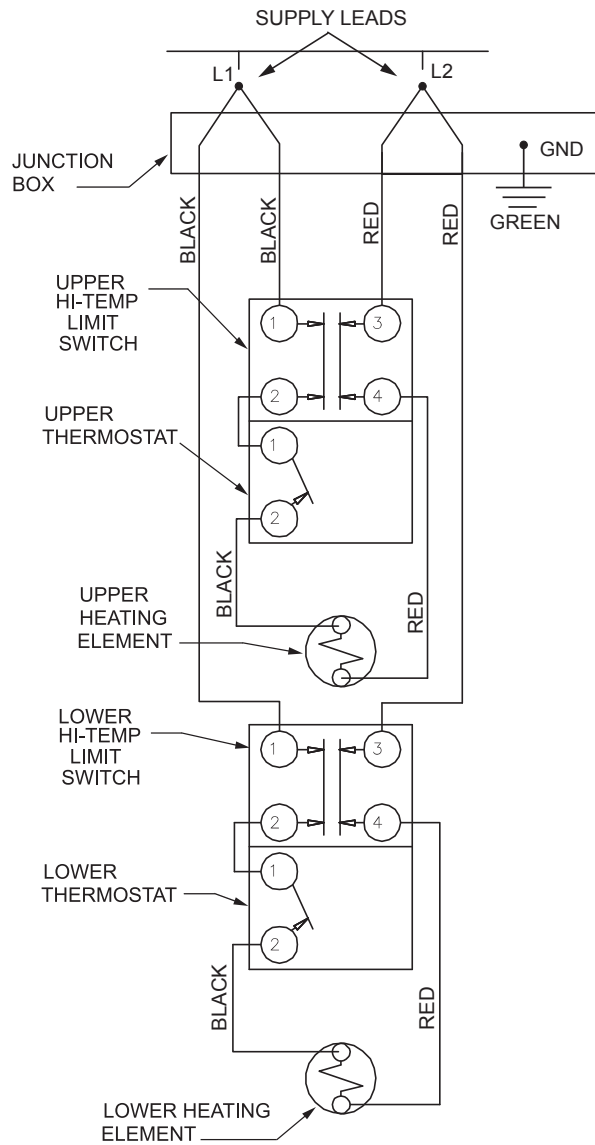 SUPPLY LEADS
L1
L2
JUNCTION
BOX
GND
GREEN
BLACK
BLACK
RED
RED
UPPER
HI-TEMP
LIMIT
SWITCH
1
3
2
4
UPPER
THERMOSTAT
1
2
BLACK
RED
UPPER
HEATING
ELEMENT
LOWER
HI-TEMP
LIMIT
SWITCH
1
3
2
4
LOWER
THERMOSTAT
1
2
BLACK
RED
LOWER HEATING
ELEMENT